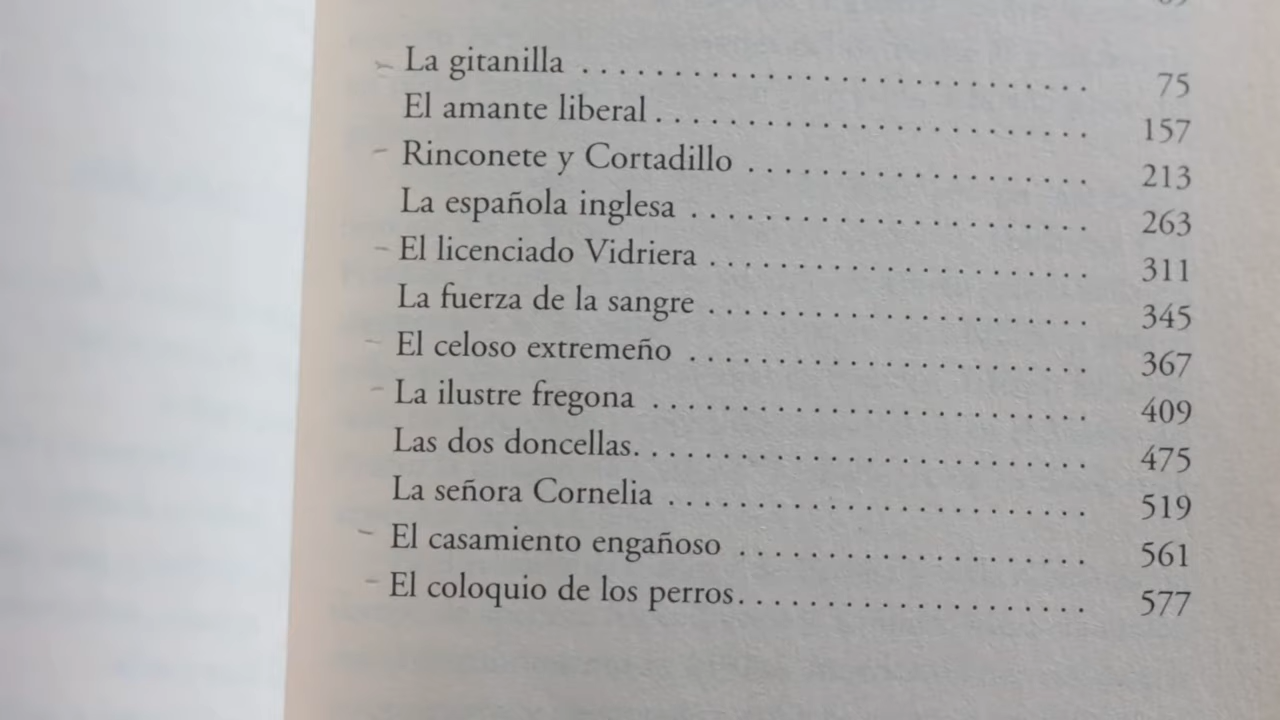 La gitanilla . . . . . . . . . . . . . . . . . . . . . . . . . . . . 75
El amante liberal . . . . . . . . . . . . . . . . . . . . . . . 157
Rinconete y Cortadillo . . . . . . . . . . . . . . . . . . 213
La española inglesa . . . . . . . . . . . . . . . . . . . . . 263
El licenciado Vidriera . . . . . . . . . . . . . . . . . . . . 311
La fuerza de la sangre . . . . . . . . . . . . . . . . . . . . 345
El celoso extremeño . . . . . . . . . . . . . . . . . . . . . 367
La ilustre fregona . . . . . . . . . . . . . . . . . . . . . . . 409
Las dos doncellas. . . . . . . . . . . . . . . . . . . . . . . . 475
La señora Cornelia . . . . . . . . . . . . . . . . . . . . . . 519
El casamiento engañoso . . . . . . . . . . . . . . . . . . 561
El coloquio de los perros. . . . . . . . . . . . . . . . . . 577